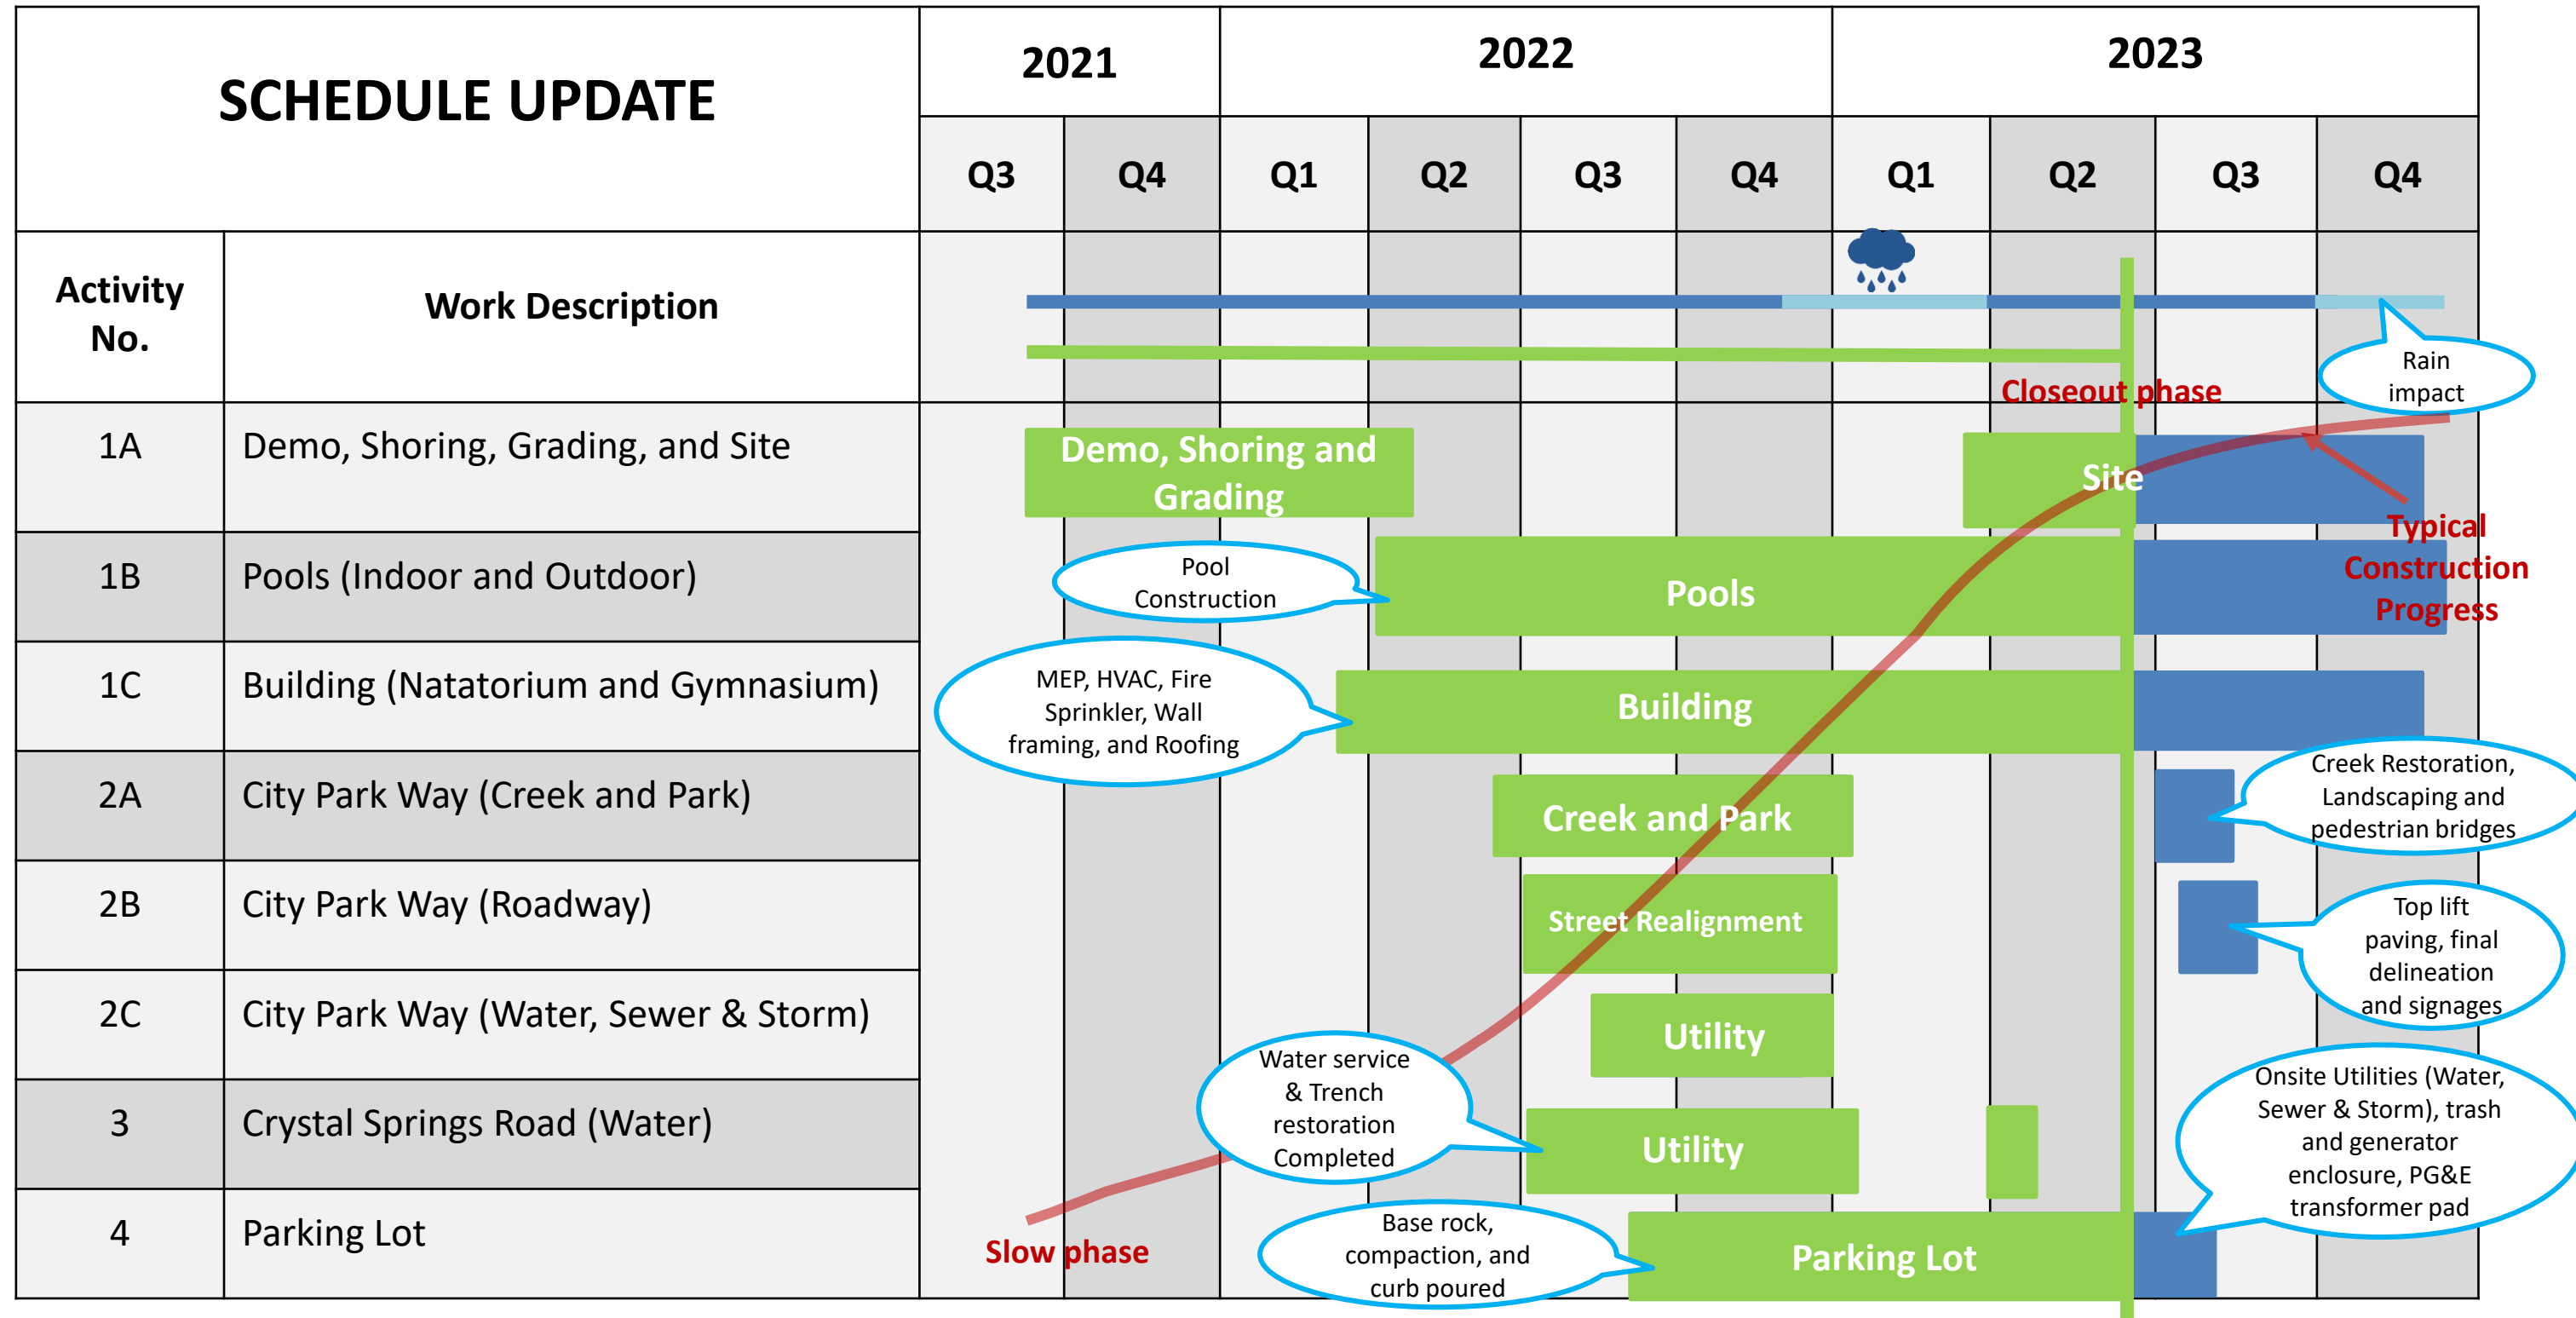 SCHEDULE UPDATE
2021
2022
2023
Q3
Q4
Q1
Q2
Q3
Q4
Q1
Q2
Q3
Q4
Activity
No.
Work Description
Rain
impact
Closeout phase
1A
Demo, Shoring, Grading, and Site
Demo, Shoring and
Grading
Site
Typical
Construction
Progress
1B
Pools (Indoor and Outdoor)
Pool
Construction
Pools
1C
Building (Natatorium and Gymnasium)
MEP, HVAC, Fire
Sprinkler, Wall
framing, and Roofing
Building
2A
City Park Way (Creek and Park)
Creek and Park
Creek Restoration,
Landscaping and
pedestrian bridges
2B
City Park Way (Roadway)
Street Realignment
Top lift
paving, final
delineation
and signages
2C
City Park Way (Water, Sewer & Storm)
Utility
3
Crystal Springs Road (Water)
Water service
& Trench
restoration
Completed
Utility
Onsite Utilities (Water,
Sewer & Storm), trash
and generator
enclosure, PG&E
transformer pad
4
Parking Lot
Slow phase
Base rock,
compaction, and
curb poured
Parking Lot